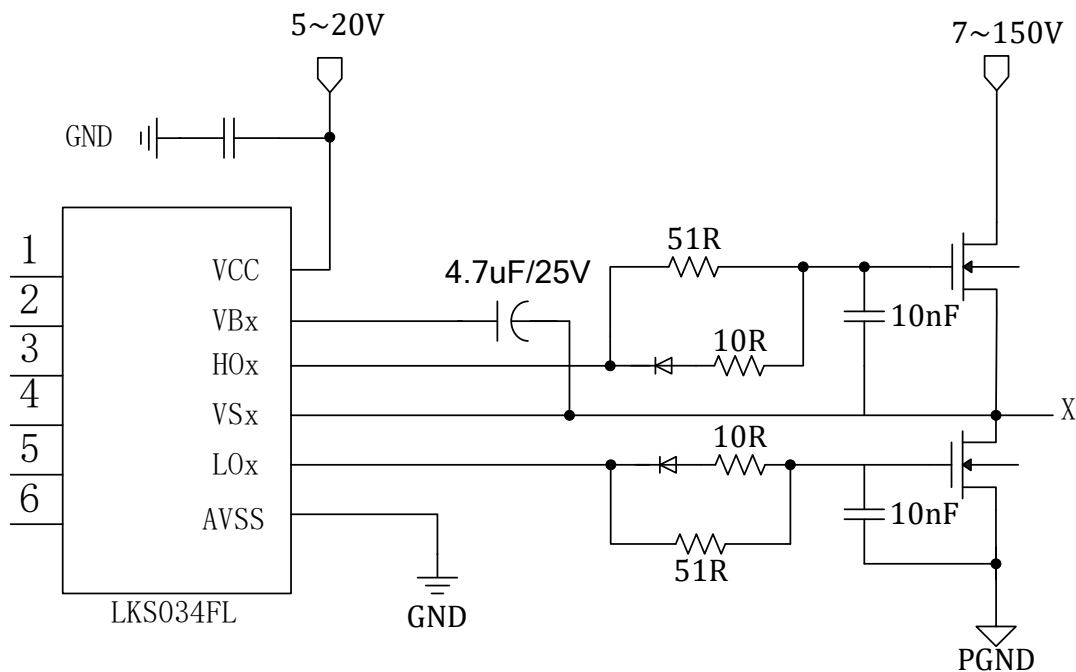 5~20V
7~150V
GND
1
2
3
4
5
6
VCC
VBx
HOx
VSx
LOx
AVSS
4.7uF/25V
51R
10R
10nF
X
10R
51R
10nF
LKS034FL
GND
PGND